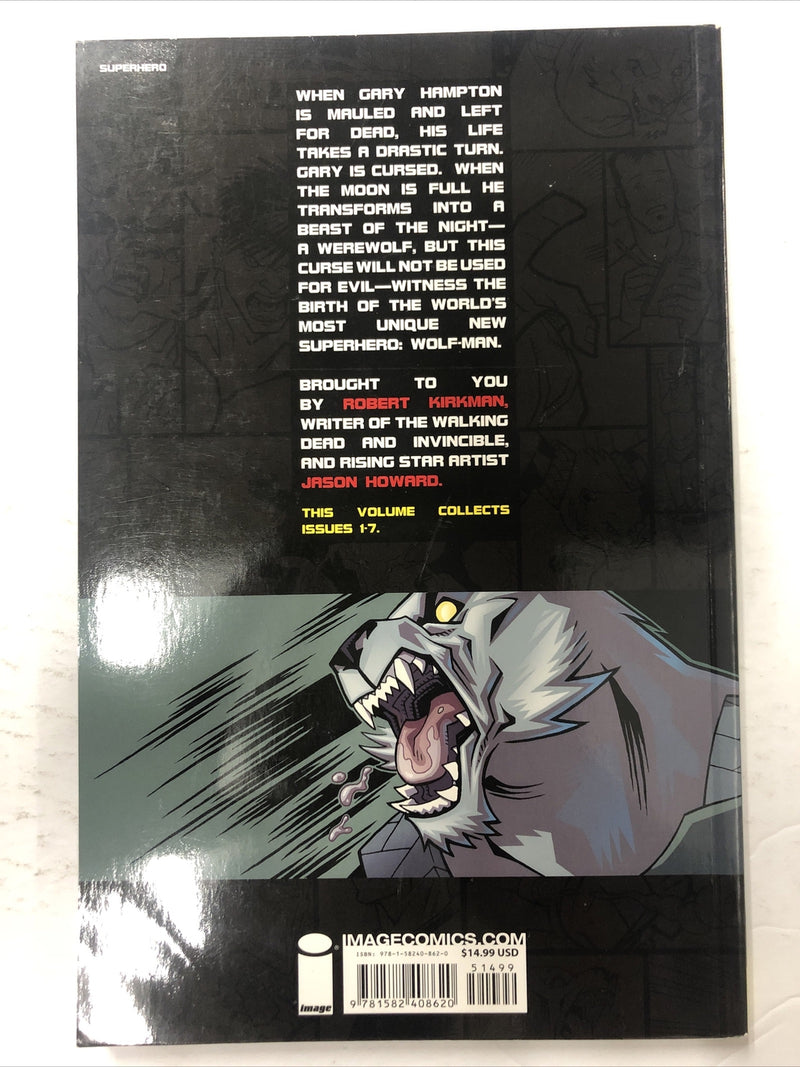 SUPERHERO
WHEN GARY HAMPTON
IS MAULED AND LEFT
FOR DEAD, HIS LIFE
TAKES A DRASTIC TURN.
GARY IS CURSED. WHEN
THE MOON IS FULL HE
TRANSFORMS INTO A
BEAST OF THE NIGHT—
A WEREWOLF, BUT THIS
CURSE WILL NOT BE USED
FOR EVIL—WITNESS THE
BIRTH OF THE WORLD'S
MOST UNIQUE NEW
SUPERHERO: WOLF-MAN.
BROUGHT TO YOU
BY ROBERT KIRKMAN,
WRITER OF THE WALKING
DEAD AND INVINCIBLE,
AND RISING STAR ARTIST
JASON HOWARD.
THIS VOLUME COLLECTS
ISSUES 1-7.
IMAGECOMICS.COM
ISBN: 978-1-58240-862-0 $14.99 USD
51499
9 781582 408620
image